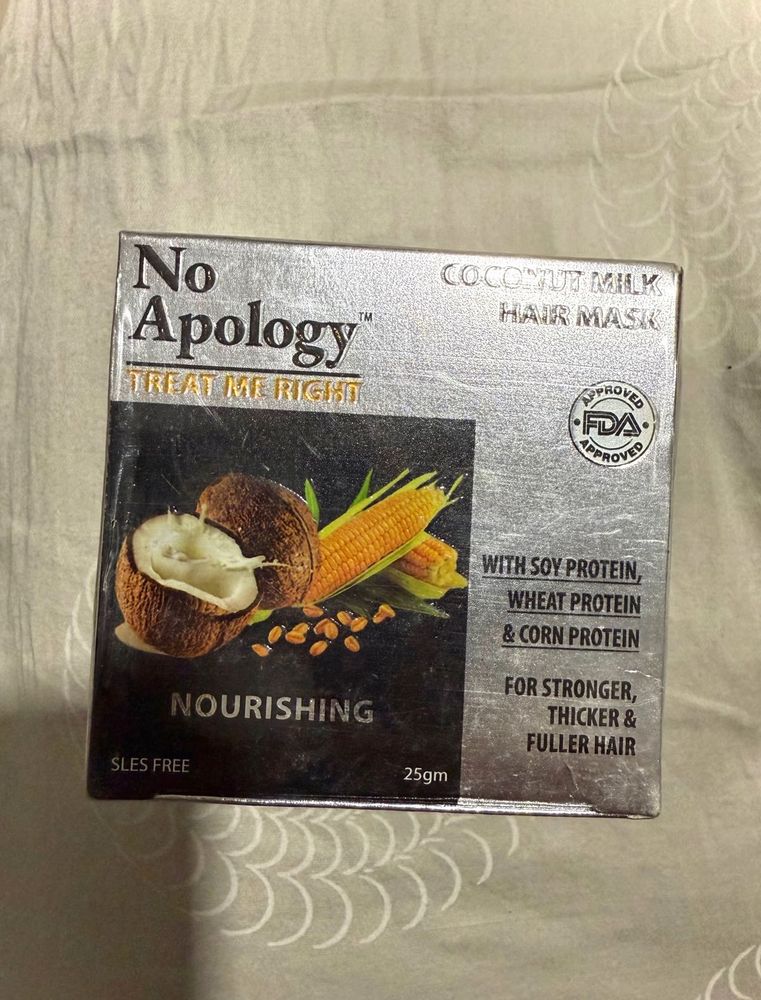 No
Apology™
TREAT ME RIGHT
COCONUT MILK
HAIR MASK
APPROVED
FDA
APPROVED
WITH SOY PROTEIN,
WHEAT PROTEIN
& CORN PROTEIN
FOR STRONGER,
THICKER &
FULLER HAIR
NOURISHING
SLES FREE
25gm